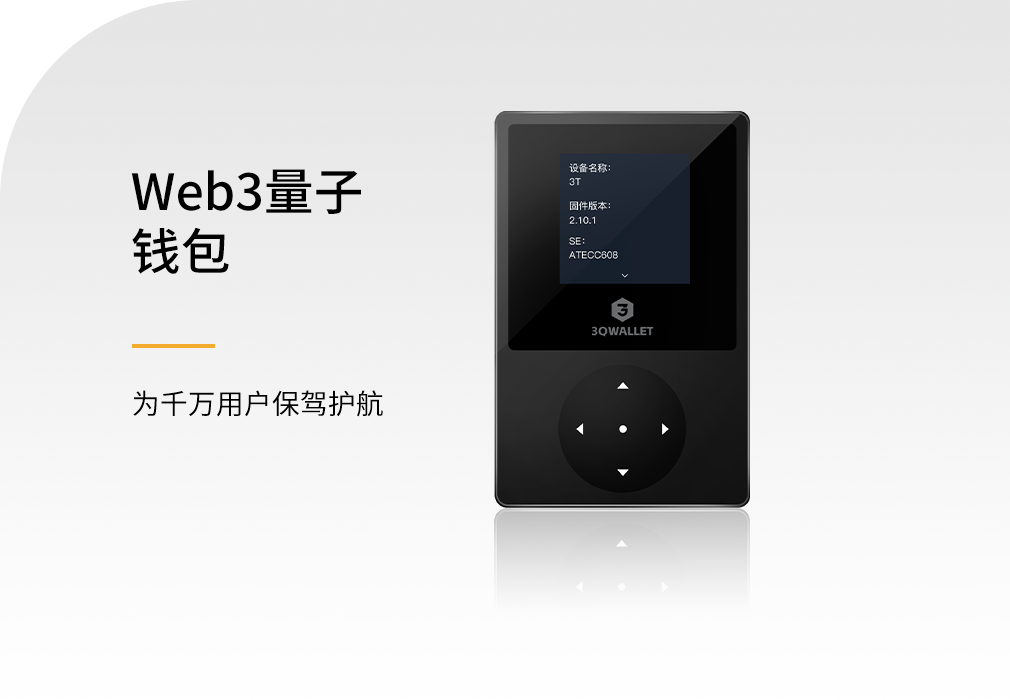 Web3量子
钱包
为千万用户保驾护航
设备名称：
3T
固件版本：
2.10.1
SE：
ATECC608
3QWALLET